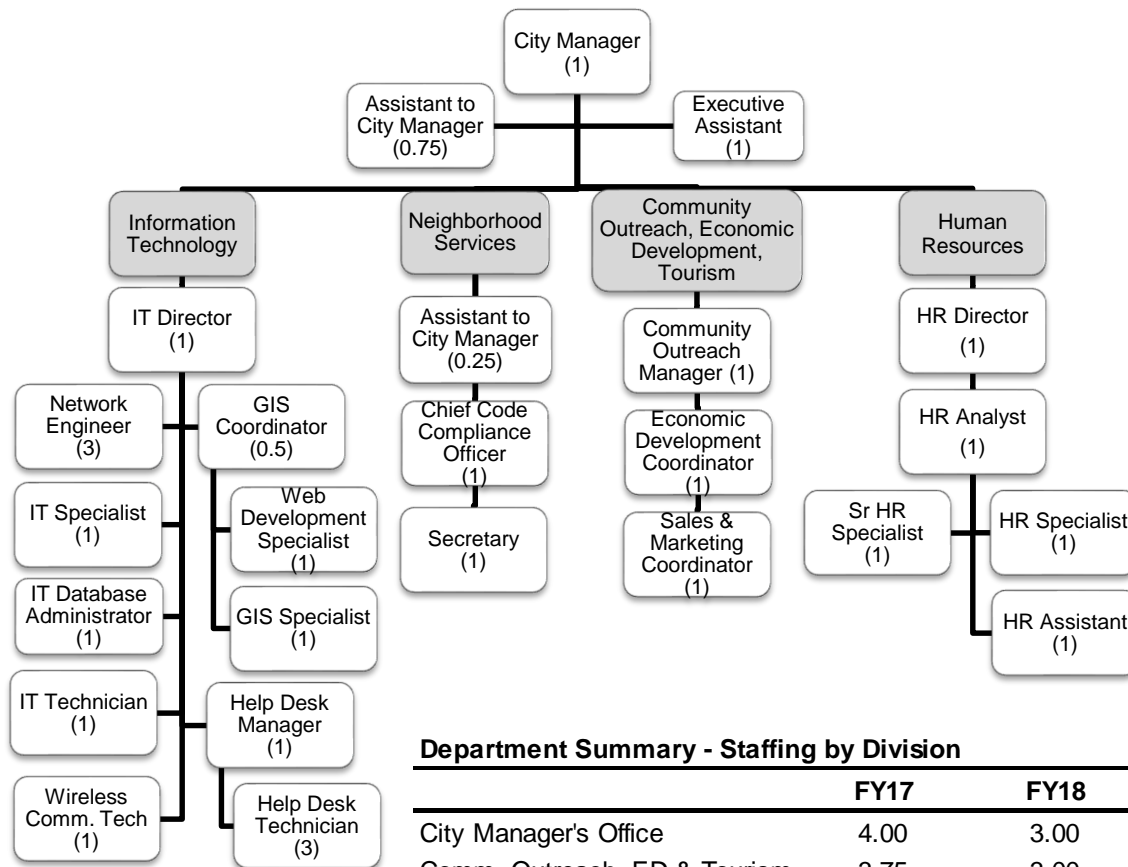 City Manager
(1)
Assistant to
City Manager
(0.75)
Executive
Assistant
(1)
Information
Technology
Neighborhood
Services
Community
Outreach, Economic
Development,
Tourism
Human
Resources
IT Director
(1)
Network
Engineer
(3)
GIS
Coordinator
(0.5)
IT Specialist
(1)
Web
Development
Specialist
(1)
IT Database
Administrator
(1)
GIS Specialist
(1)
IT Technician
(1)
Help Desk
Manager
(1)
Wireless
Comm. Tech
(1)
Help Desk
Technician
(3)
Assistant to
City Manager
(0.25)
Chief Code
Compliance
Officer
(1)
Secretary
(1)
Community
Outreach
Manager (1)
Economic
Development
Coordinator
(1)
Sales &
Marketing
Coordinator
(1)
HR Director
(1)
HR Analyst
(1)
Sr HR
Specialist
(1)
HR Specialist
(1)
HR Assistant
(1)
Department Summary - Staffing by Division
FY17 FY18
City Manager's Office 4.00 3.00
Comm. Outreach, ED & Tourism